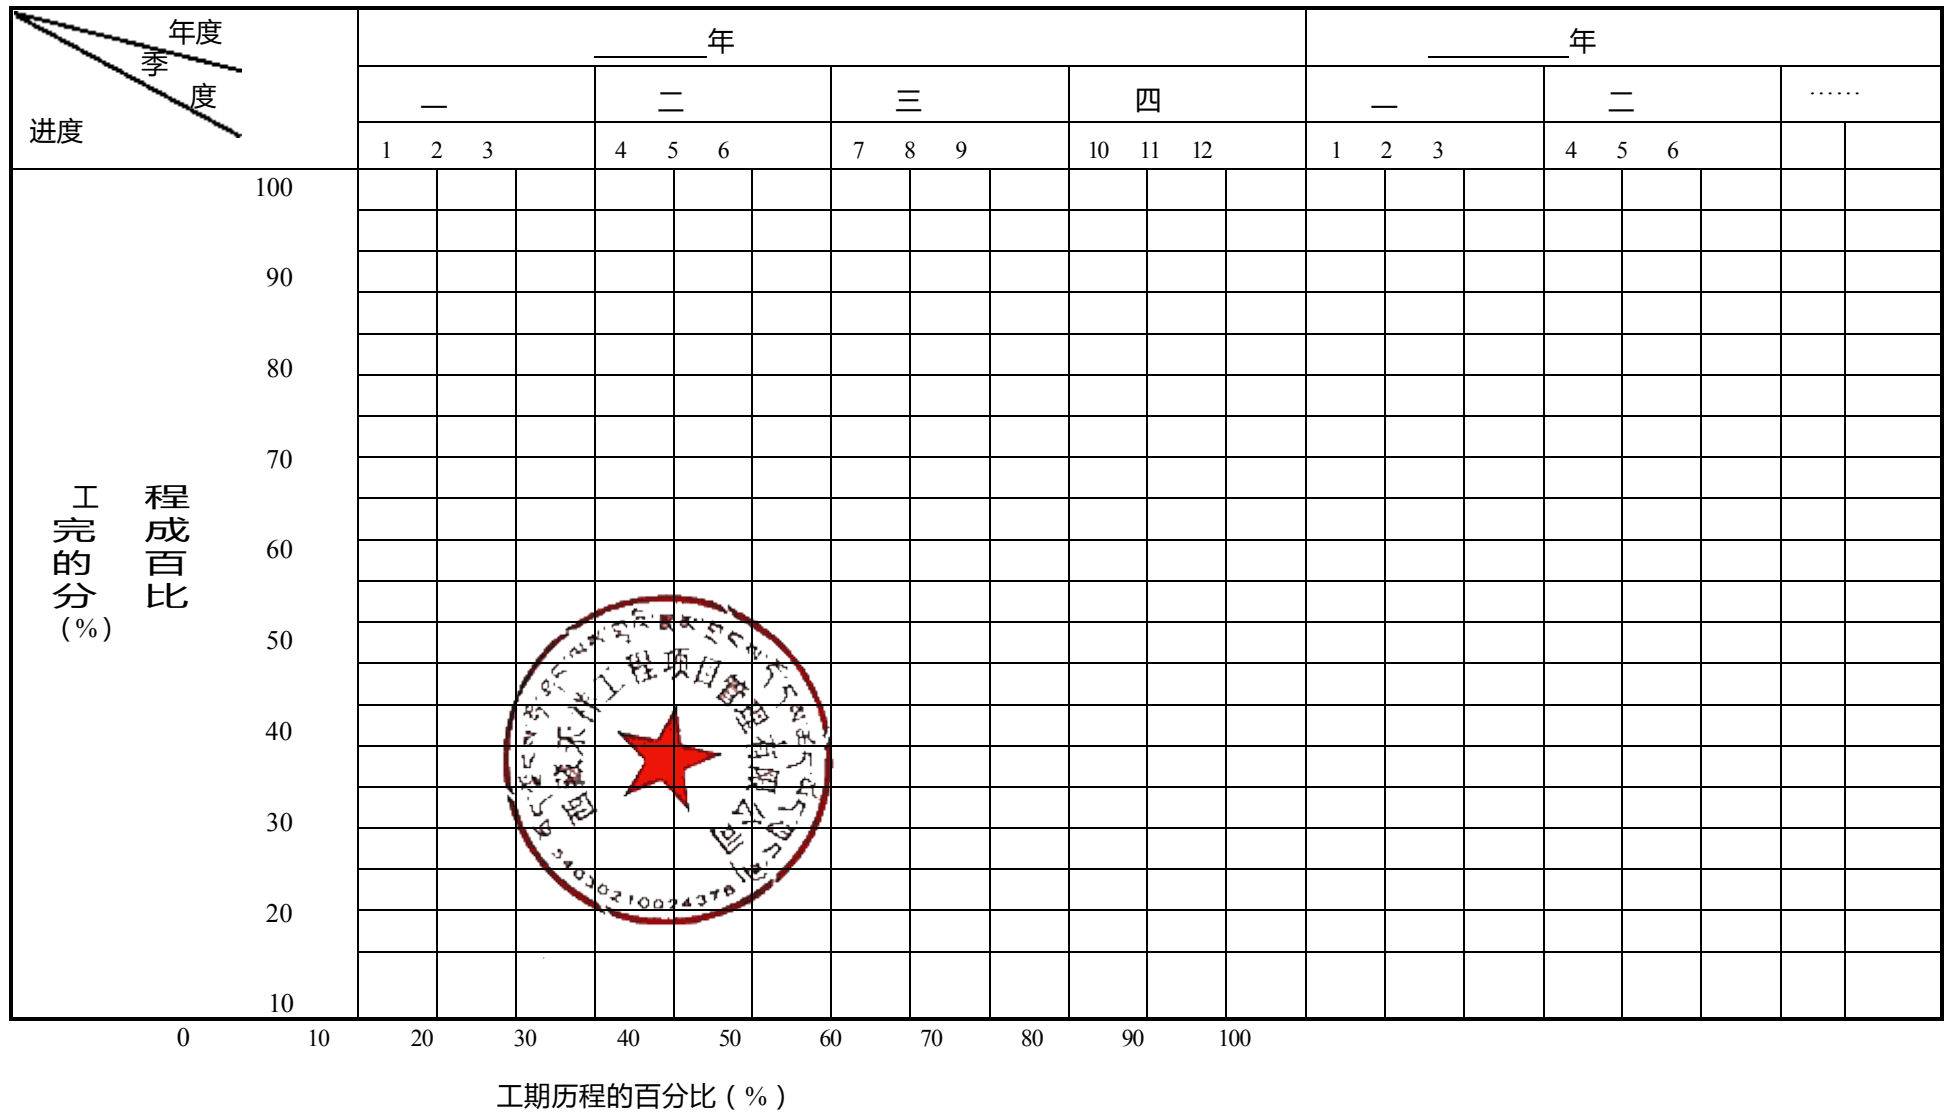 年度
季
度
进度
年
年
一 二 三 四 一 二 ……
1 2 3 4 5 6 7 8 9 10 11 12 1 2 3 4 5 6
100
90
80
70
60
50
40
30
20
10
工 程
完 成
的 百
分 比
（%）
工程项目管理有限公司
5403021002437
0 10 20 30 40 50 60 70 80 90 100
工期历程的百分比（%）